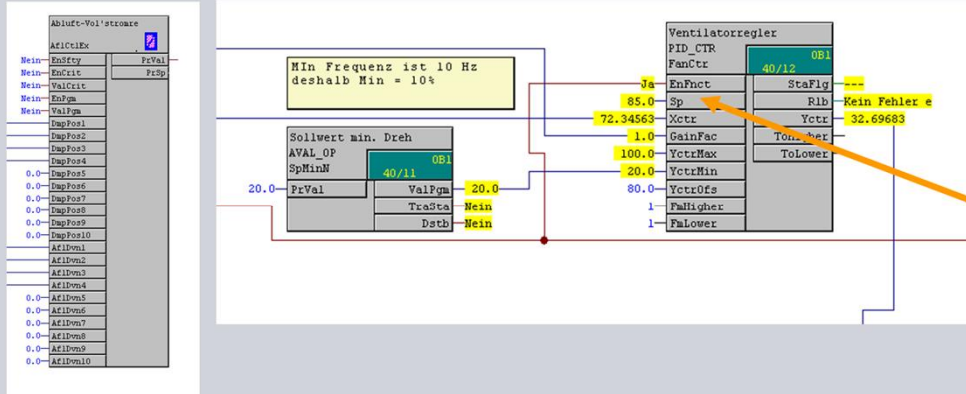 Abluft-Vol'stromre
AflCtlEx
Nein EnSfty PrVal
Nein EnCrit PrSp
Nein ValCrit
Nein EnPgm
Nein ValPgm
DmpPos1
DmpPos2
DmpPos3
DmpPos4
0.0 DmpPos5
0.0 DmpPos6
0.0 DmpPos7
0.0 DmpPos8
0.0 DmpPos9
0.0 DmpPos10
AflDvn1
AflDvn2
AflDvn3
AflDvn4
0.0 AflDvn5
0.0 AflDvn6
0.0 AflDvn7
0.0 AflDvn8
0.0 AflDvn9
0.0 AflDvn10
MIn Frequenz ist 10 Hz
deshalb Min = 10%
Sollwert min. Dreh
AVAL_OP OB1
SpMinN 40/11
20.0 PrVal ValPgm 20.0
TraSta Nein
Dstb Nein
Ventilatorregler
PID_CTR OB1
FanCtr 40/12
Ja EnFnct StaFlg ---
85.0 Sp Rlb Kein Fehler e
72.34563 Xctr Yctr 32.69683
1.0 GainFac
100.0 YctrMax ToLower
20.0 YctrMin
80.0 YctrOfs
1 FmHigher
1 FmLower